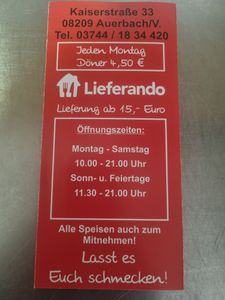 Kaiserstraße 33
08209 Auerbach/V.
Tel. 03744 / 18 34 420
Jeden Montag
Döner 4,50 €
Lieferando
Lieferung ab 15,- Euro
Öffnungszeiten:
Montag - Samstag
10.00 - 21.00 Uhr
Sonn- u. Feiertage
11.30 - 21.00 Uhr
Alle Speisen auch zum
Mitnehmen!
Lasst es
Euch schmecken!